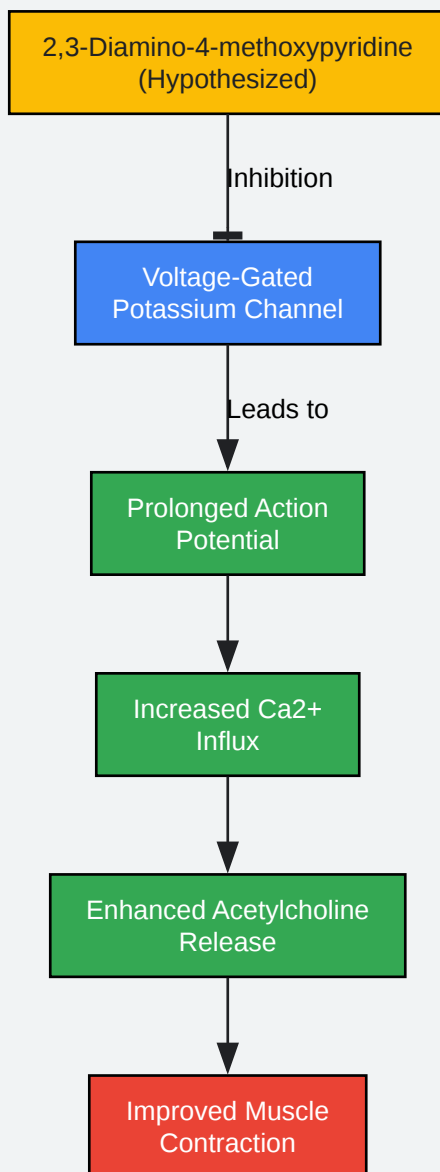 2,3-Diamino-4-methoxypyridine
(Hypothesized)
Inhibition
Voltage-Gated
Potassium Channel
Leads to
Prolonged Action
Potential
Increased Ca2+
Influx
Enhanced Acetylcholine
Release
Improved Muscle
Contraction